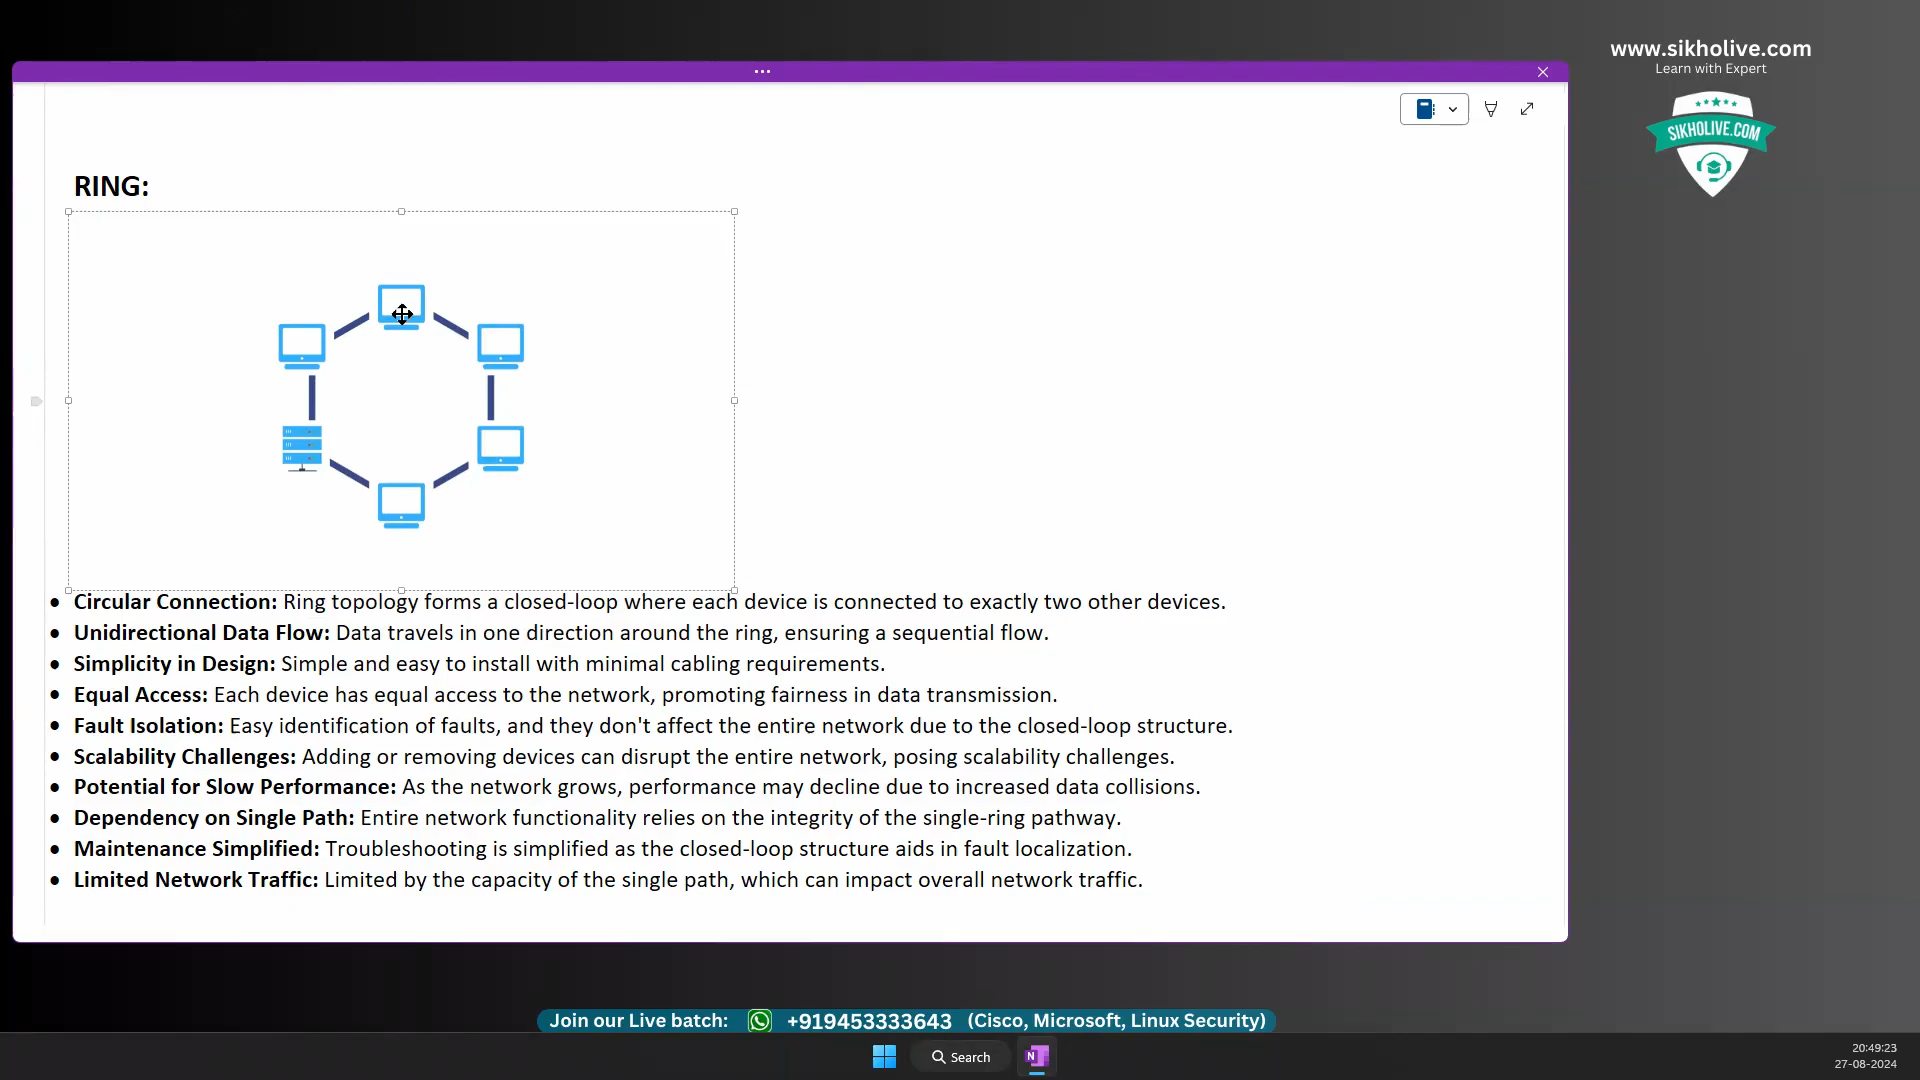 www.sikholive.com
Learn with Expert
SIKHOLIVE.COM
RING:
• Circular Connection: Ring topology forms a closed-loop where each device is connected to exactly two other devices.
• Unidirectional Data Flow: Data travels in one direction around the ring, ensuring a sequential flow.
• Simplicity in Design: Simple and easy to install with minimal cabling requirements.
• Equal Access: Each device has equal access to the network, promoting fairness in data transmission.
• Fault Isolation: Easy identification of faults, and they don't affect the entire network due to the closed-loop structure.
• Scalability Challenges: Adding or removing devices can disrupt the entire network, posing scalability challenges.
• Potential for Slow Performance: As the network grows, performance may decline due to increased data collisions.
• Dependency on Single Path: Entire network functionality relies on the integrity of the single-ring pathway.
• Maintenance Simplified: Troubleshooting is simplified as the closed-loop structure aids in fault localization.
• Limited Network Traffic: Limited by the capacity of the single path, which can impact overall network traffic.
Join our Live batch: +919453333643 (Cisco, Microsoft, Linux Security)
Search
N
20:49:23
27-08-2024